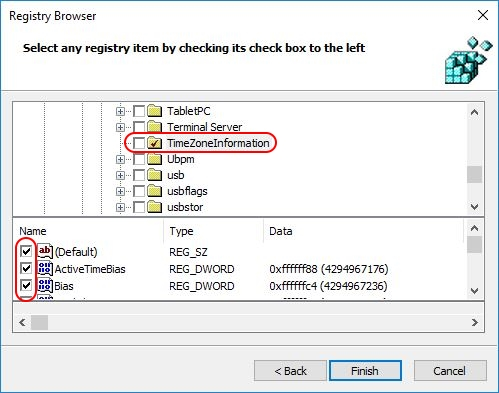 Registry Browser
Select any registry item by checking its check box to the left
TabletPC
Terminal Server
TimeZoneInformation
Ubpm
usb
usbflags
usbstor
Name Type Data
ab (Default) REG_SZ
ActiveTimeBias REG_DWORD 0xffffff88 (4294967176)
Bias REG_DWORD 0xffffffc4 (4294967236)
< Back Finish Cancel